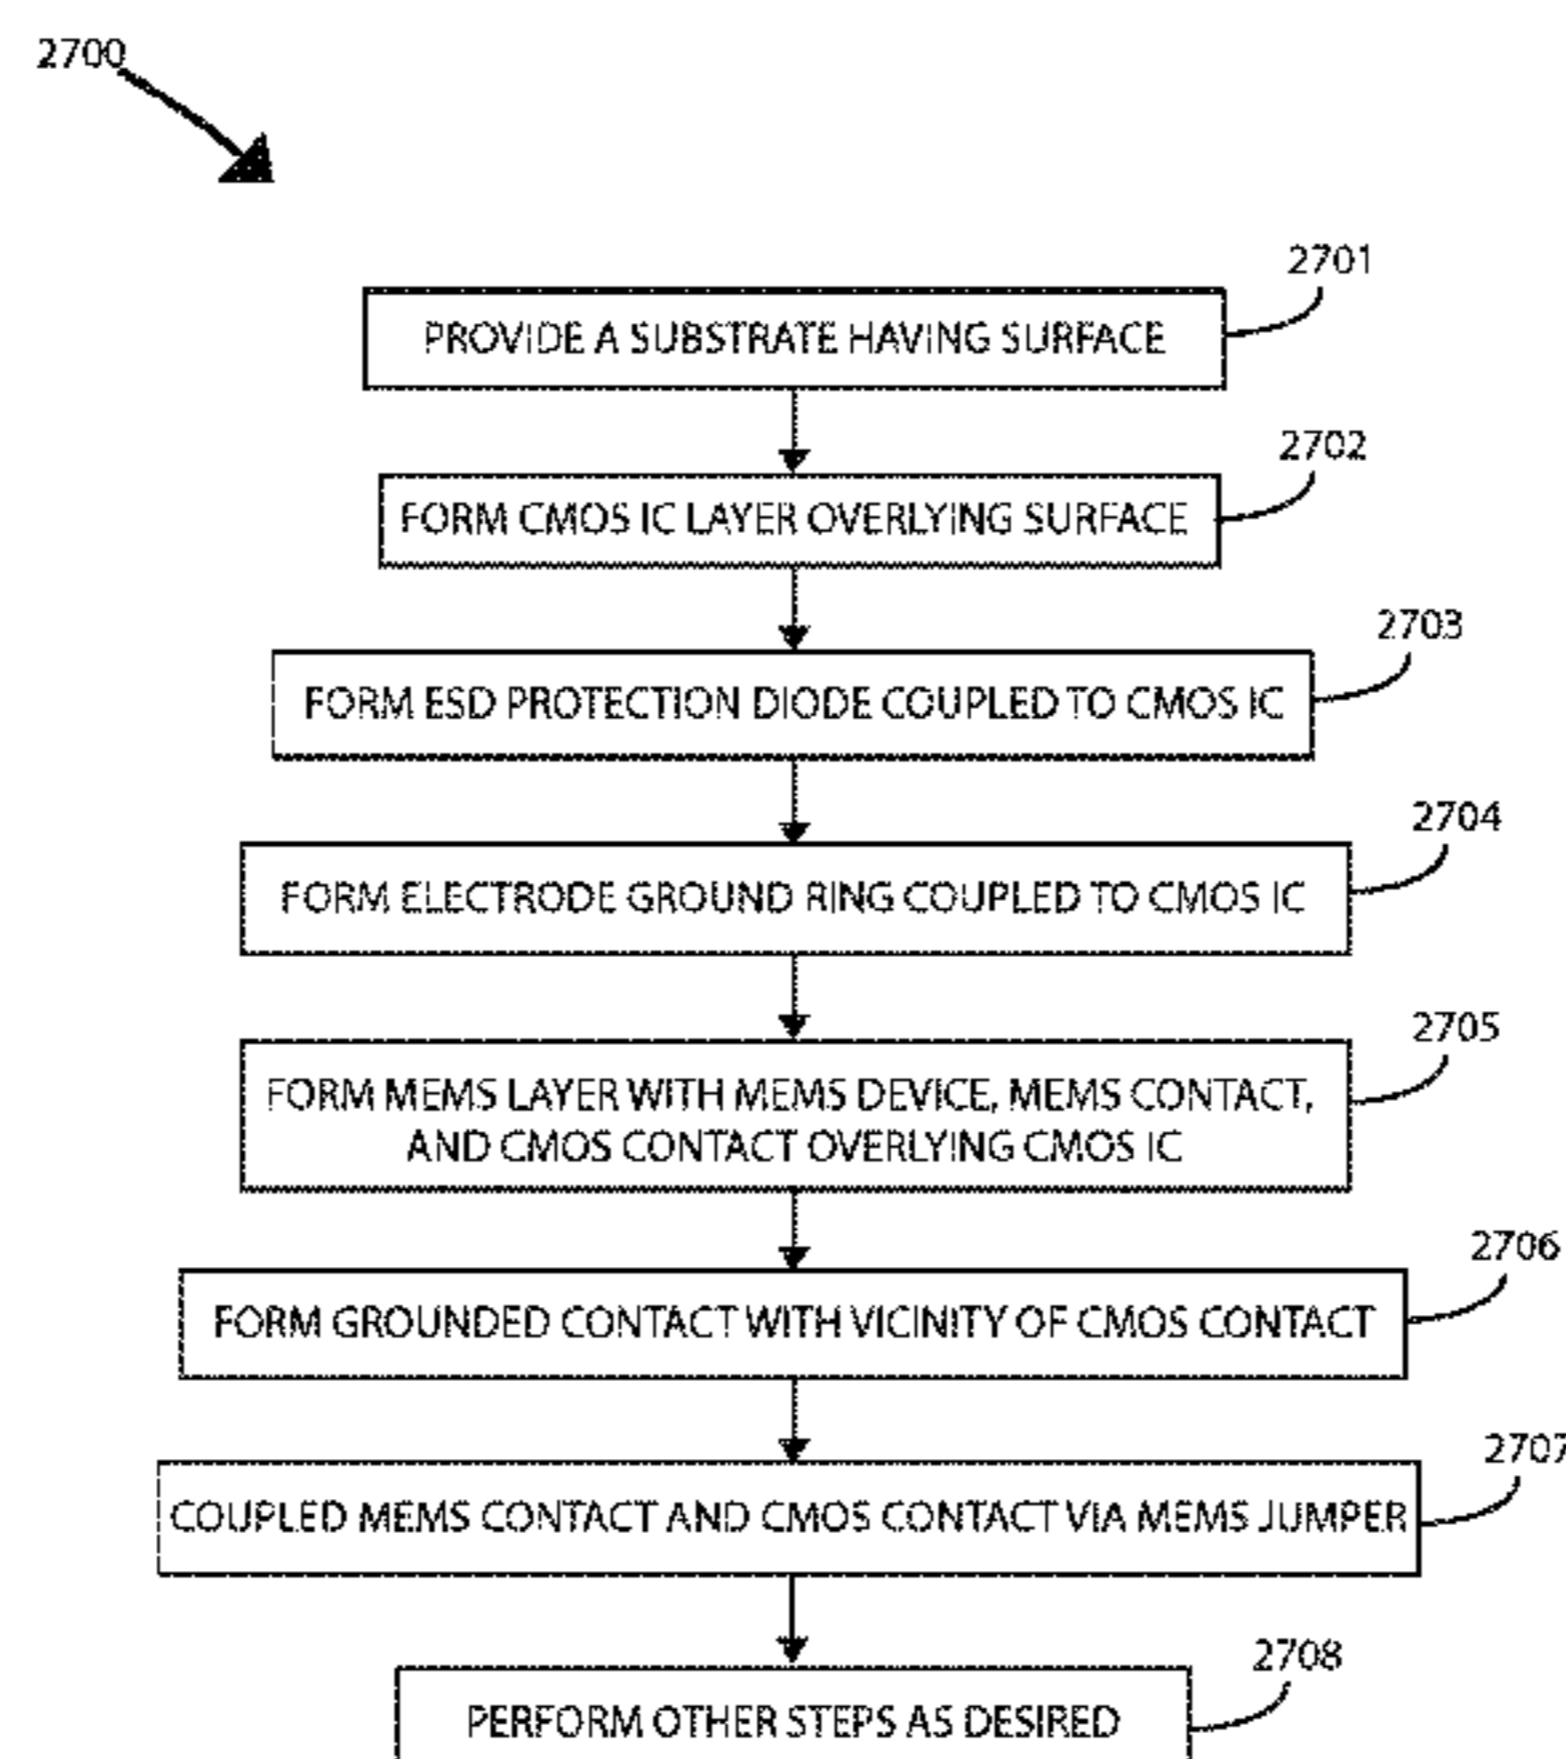 2700
2701
PROVIDE A SUBSTRATE HAVING SURFACE
2702
FORM CMOS IC LAYER OVERLYING SURFACE
2703
FORM ESD PROTECTION DIODE COUPLED TO CMOS IC
2704
FORM ELECTRODE GROUND RING COUPLED TO CMOS IC
2705
FORM MEMS LAYER WITH MEMS DEVICE, MEMS CONTACT,
AND CMOS CONTACT OVERLYING CMOS IC
2706
FORM GROUNDED CONTACT WITH VICINITY OF CMOS CONTACT
2707
COUPLED MEMS CONTACT AND CMOS CONTACT VIA MEMS JUMPER
2708
PERFORM OTHER STEPS AS DESIRED